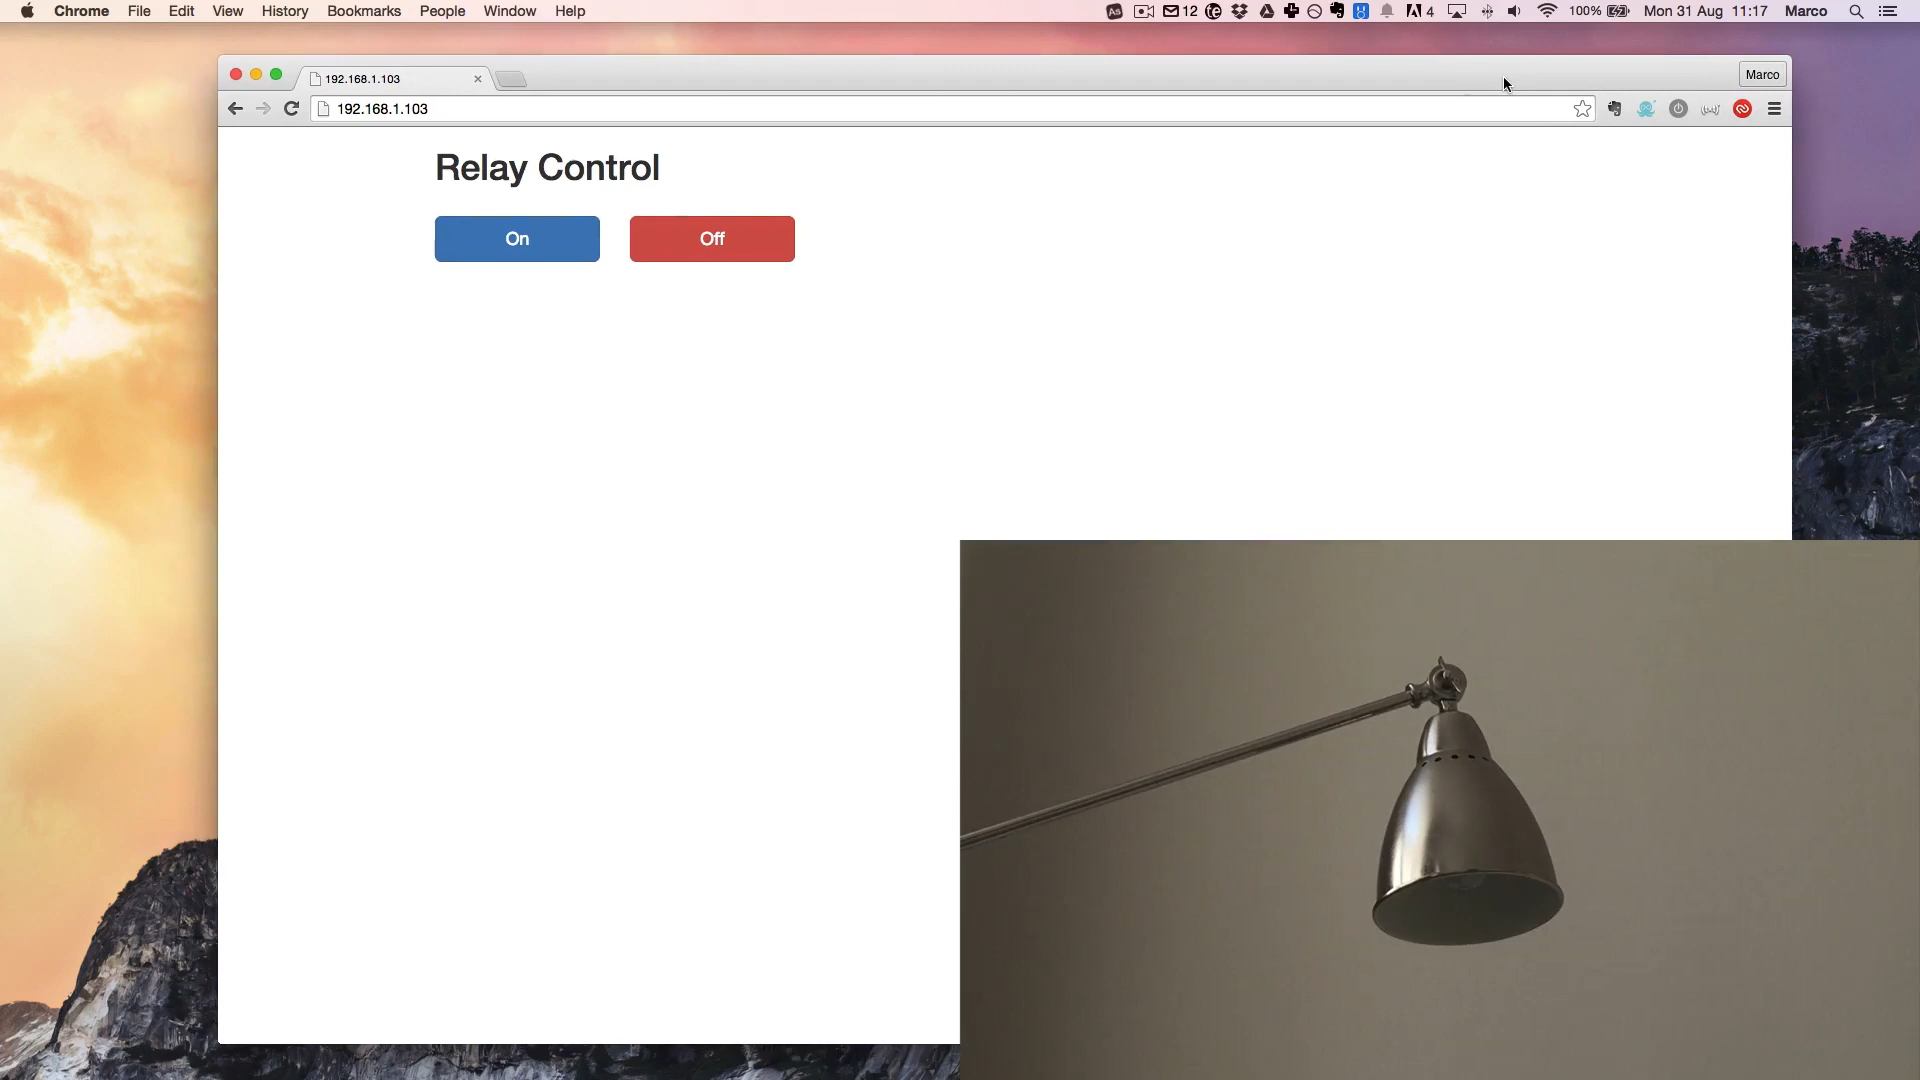 Chrome File Edit View History Bookmarks People Window Help 12 4 100% Mon 31 Aug 11:17 Marco
192.168.1.103 Marco
192.168.1.103
Relay Control
On Off